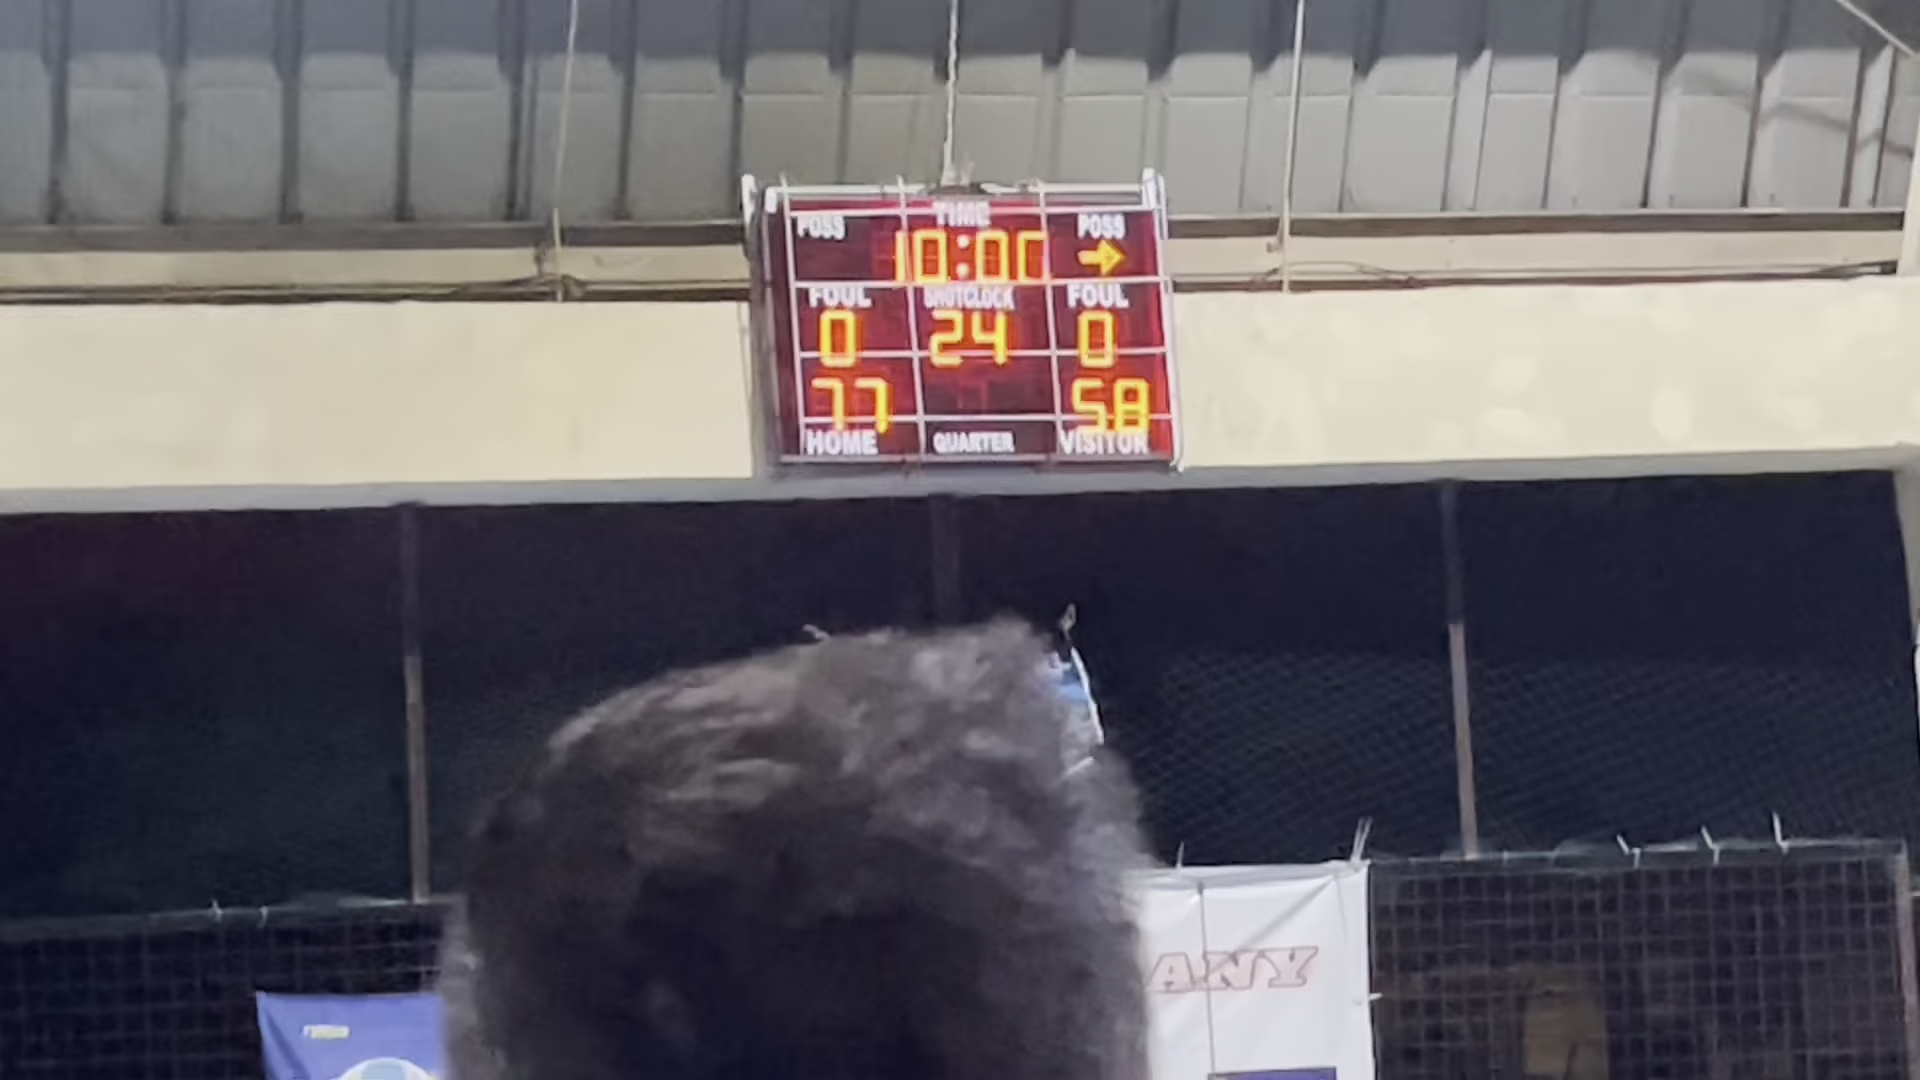 TIME
POSS 10:00 POSS →
FOUL SHOTCLOCK FOUL
0 24 0
77 58
HOME QUARTER VISITOR
ANY